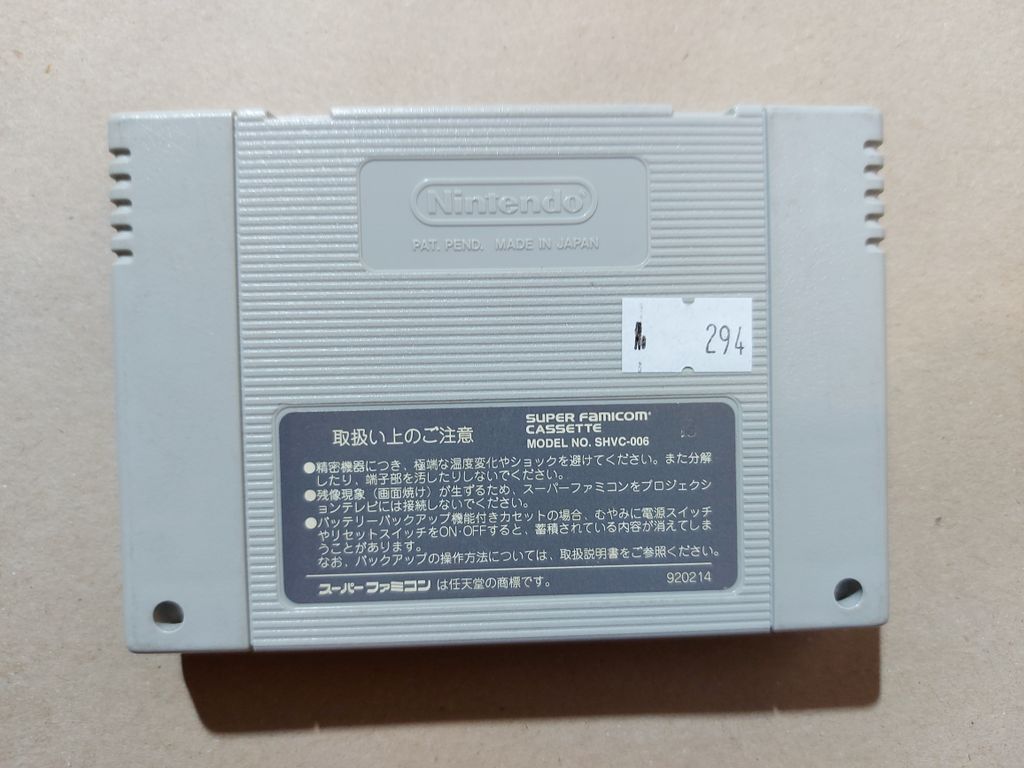 Nintendo®
PAT. PEND. MADE IN JAPAN
294
取扱い上のご注意
SUPER FAMICOM®
CASSETTE
MODEL NO. SHVC-006
●精密機器につき、極端な温度変化やショックを避けてください。また分解
したり、端子部を汚したりしないでください。
●残像現象（画面焼け）が生ずるため、スーパーファミコンをプロジェクシ
ョンテレビには接続しないでください。
●バッテリーバックアップ機能付きカセットの場合、むやみに電源スイッチ
やリセットスイッチをON·OFFすると、蓄積されている内容が消えてしま
うことがあります。
なお、バックアップの操作方法については、取扱説明書をご参照ください。
スーパーファミコンは任天堂の商標です。
920214